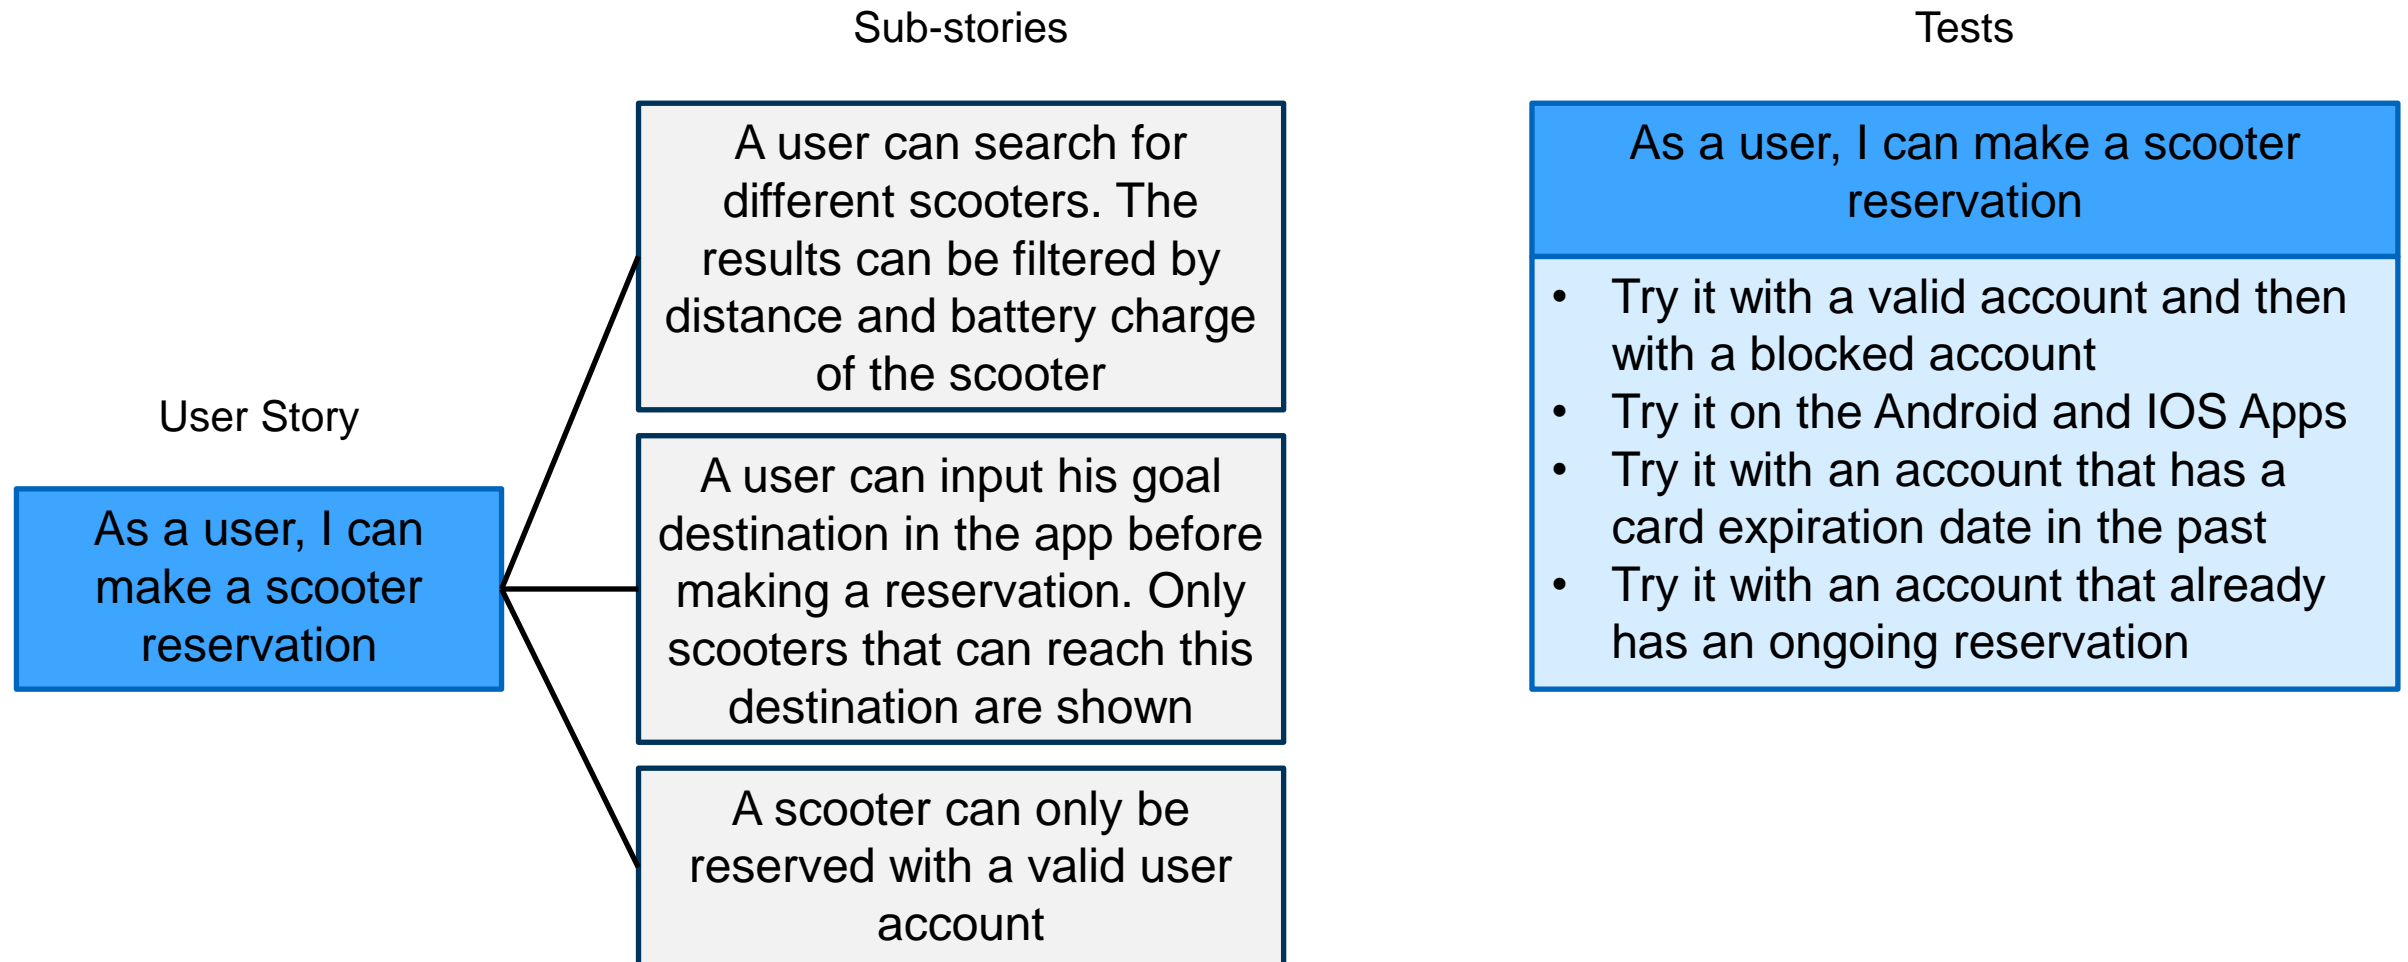 Sub-stories
Tests
User Story
As a user, I can
make a scooter
reservation
A user can search for
different scooters. The
results can be filtered by
distance and battery charge
of the scooter
A user can input his goal
destination in the app before
making a reservation. Only
scooters that can reach this
destination are shown
A scooter can only be
reserved with a valid user
account
As a user, I can make a scooter
reservation
• Try it with a valid account and then
with a blocked account
• Try it on the Android and IOS Apps
• Try it with an account that has a
card expiration date in the past
• Try it with an account that already
has an ongoing reservation